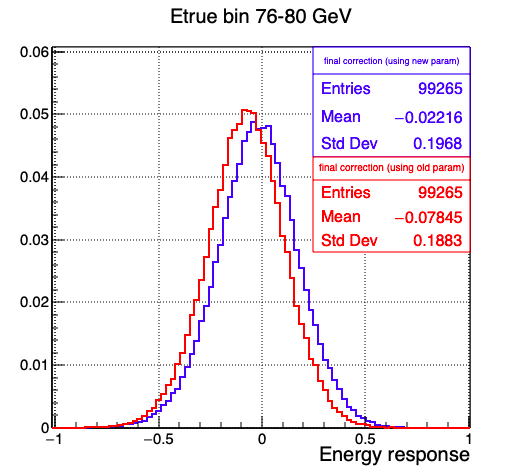 Etrue bin 76-80 GeV
0.06
0.05
0.04
0.03
0.02
0.01
0
final correction (using new param)
Entries 99265
Mean −0.02216
Std Dev 0.1968
final correction (using old param)
Entries 99265
Mean −0.07845
Std Dev 0.1883
−1 −0.5 0 0.5 1
Energy response